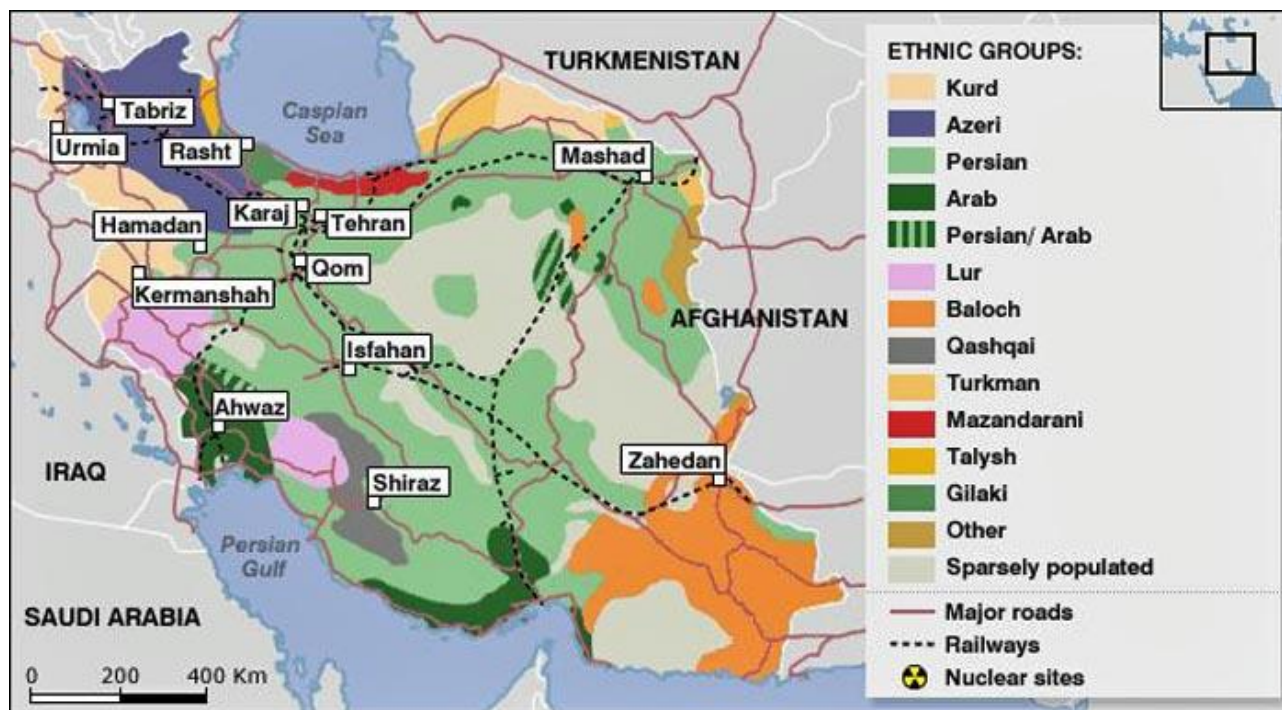 TURKMENISTAN
Caspian
Sea
Tabriz
Urmia
Rasht
Mashad
Karaj
Tehran
Hamadan
Qom
Kermanshah
AFGHANISTAN
Isfahan
Ahwaz
IRAQ
Zahedan
Shiraz
Persian
Gulf
SAUDI ARABIA
0 200 400 Km
ETHNIC GROUPS:
Kurd
Azeri
Persian
Arab
Persian/ Arab
Lur
Baloch
Qashqai
Turkman
Mazandarani
Talysh
Gilaki
Other
Sparsely populated
Major roads
Railways
Nuclear sites